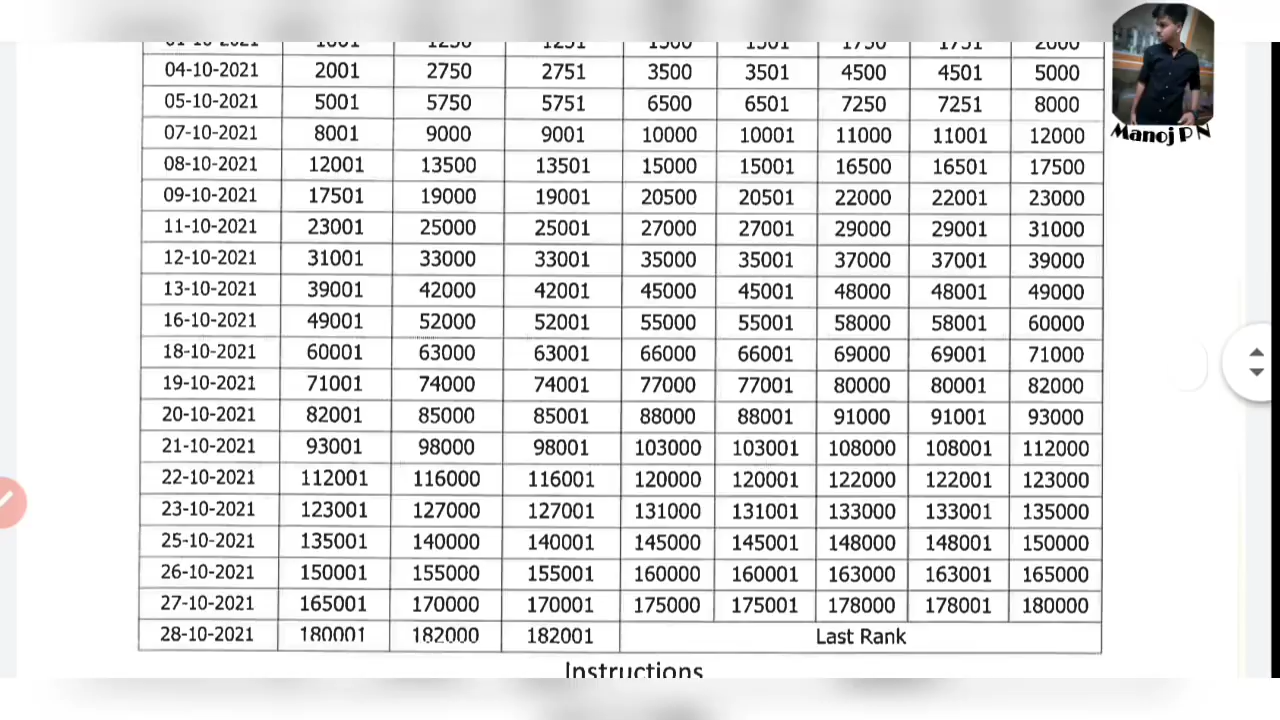 01-10-2021 1001 1250 1251 1500 1501 1750 1751 2000
04-10-2021 2001 2750 2751 3500 3501 4500 4501 5000
05-10-2021 5001 5750 5751 6500 6501 7250 7251 8000
07-10-2021 8001 9000 9001 10000 10001 11000 11001 12000
08-10-2021 12001 13500 13501 15000 15001 16500 16501 17500
09-10-2021 17501 19000 19001 20500 20501 22000 22001 23000
11-10-2021 23001 25000 25001 27000 27001 29000 29001 31000
12-10-2021 31001 33000 33001 35000 35001 37000 37001 39000
13-10-2021 39001 42000 42001 45000 45001 48000 48001 49000
16-10-2021 49001 52000 52001 55000 55001 58000 58001 60000
18-10-2021 60001 63000 63001 66000 66001 69000 69001 71000
19-10-2021 71001 74000 74001 77000 77001 80000 80001 82000
20-10-2021 82001 85000 85001 88000 88001 91000 91001 93000
21-10-2021 93001 98000 98001 103000 103001 108000 108001 112000
22-10-2021 112001 116000 116001 120000 120001 122000 122001 123000
23-10-2021 123001 127000 127001 131000 131001 133000 133001 135000
25-10-2021 135001 140000 140001 145000 145001 148000 148001 150000
26-10-2021 150001 155000 155001 160000 160001 163000 163001 165000
27-10-2021 165001 170000 170001 175000 175001 178000 178001 180000
28-10-2021 180001 182000 182001 Last Rank
Instructions
Manoj P N